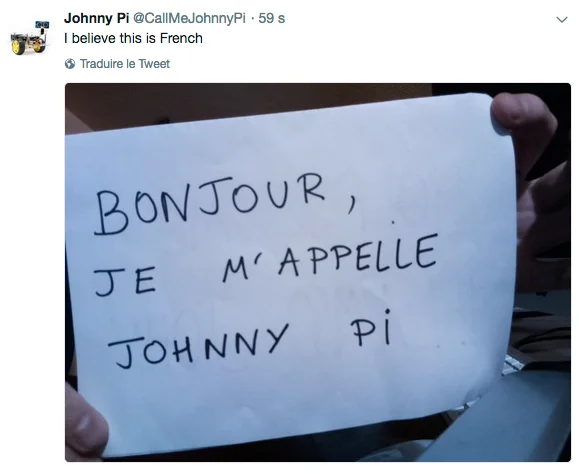 Johnny Pi @CallMeJohnnyPi · 59 s
I believe this is French
Traduire le Tweet
BONJOUR,
JE M'APPELLE
JOHNNY Pi